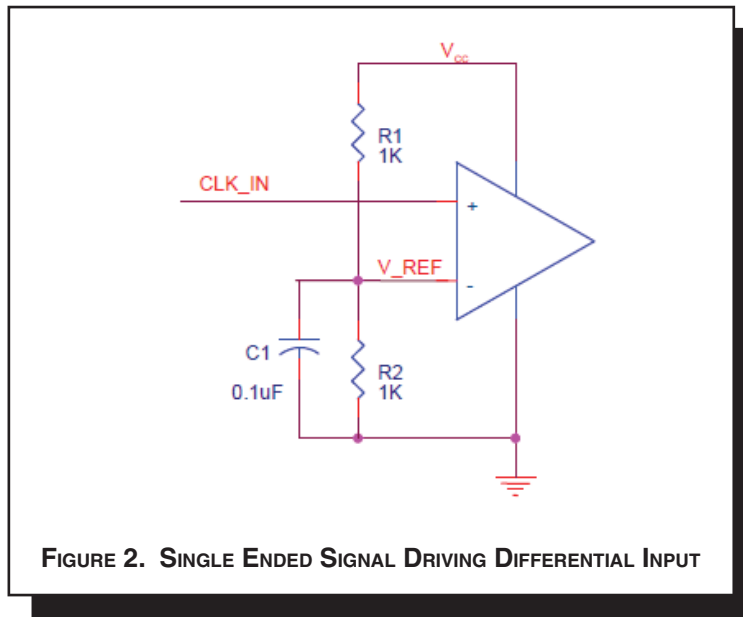 Vcc
R1
1K
CLK_IN
+
V_REF
-
C1
0.1uF
R2
1K
FIGURE 2. SINGLE ENDED SIGNAL DRIVING DIFFERENTIAL INPUT